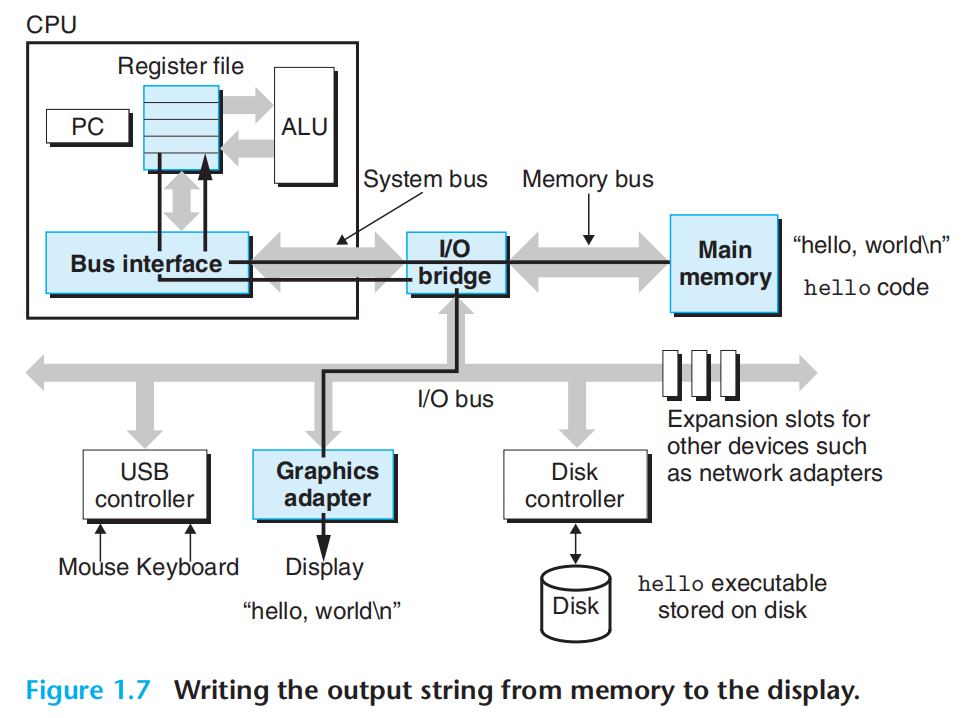 CPU
Register file
PC
ALU
System bus
Memory bus
Bus interface
I/O
bridge
Main
memory
“hello, world\n”
hello code
I/O bus
Expansion slots for
other devices such
as network adapters
USB
controller
Graphics
adapter
Disk
controller
Mouse Keyboard
Display
“hello, world\n”
Disk
hello executable
stored on disk
Figure 1.7 Writing the output string from memory to the display.